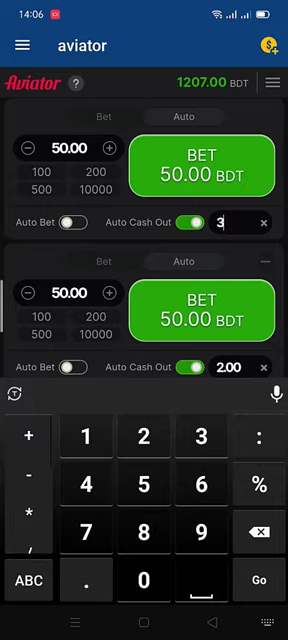 14:06
aviator
Aviator ? 1207.00 BDT
Bet Auto
50.00
100 200
500 10000
BET
50.00 BDT
Auto Bet Auto Cash Out 3 ×
Bet Auto
50.00
100 200
500 10000
BET
50.00 BDT
Auto Bet Auto Cash Out 2.00 ×
+ 1 2 3 :
- 4 5 6 %
* 7 8 9
ABC . 0 Go